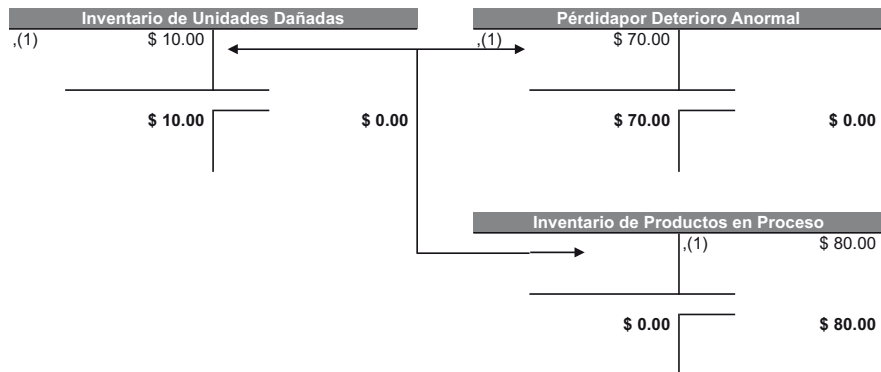 Inventario de Unidades Dañadas
,(1) $ 10.00
$ 10.00 $ 0.00
Pérdidapor Deterioro Anormal
,(1) $ 70.00
$ 70.00 $ 0.00
Inventario de Productos en Proceso
,(1) $ 80.00
$ 0.00 $ 80.00